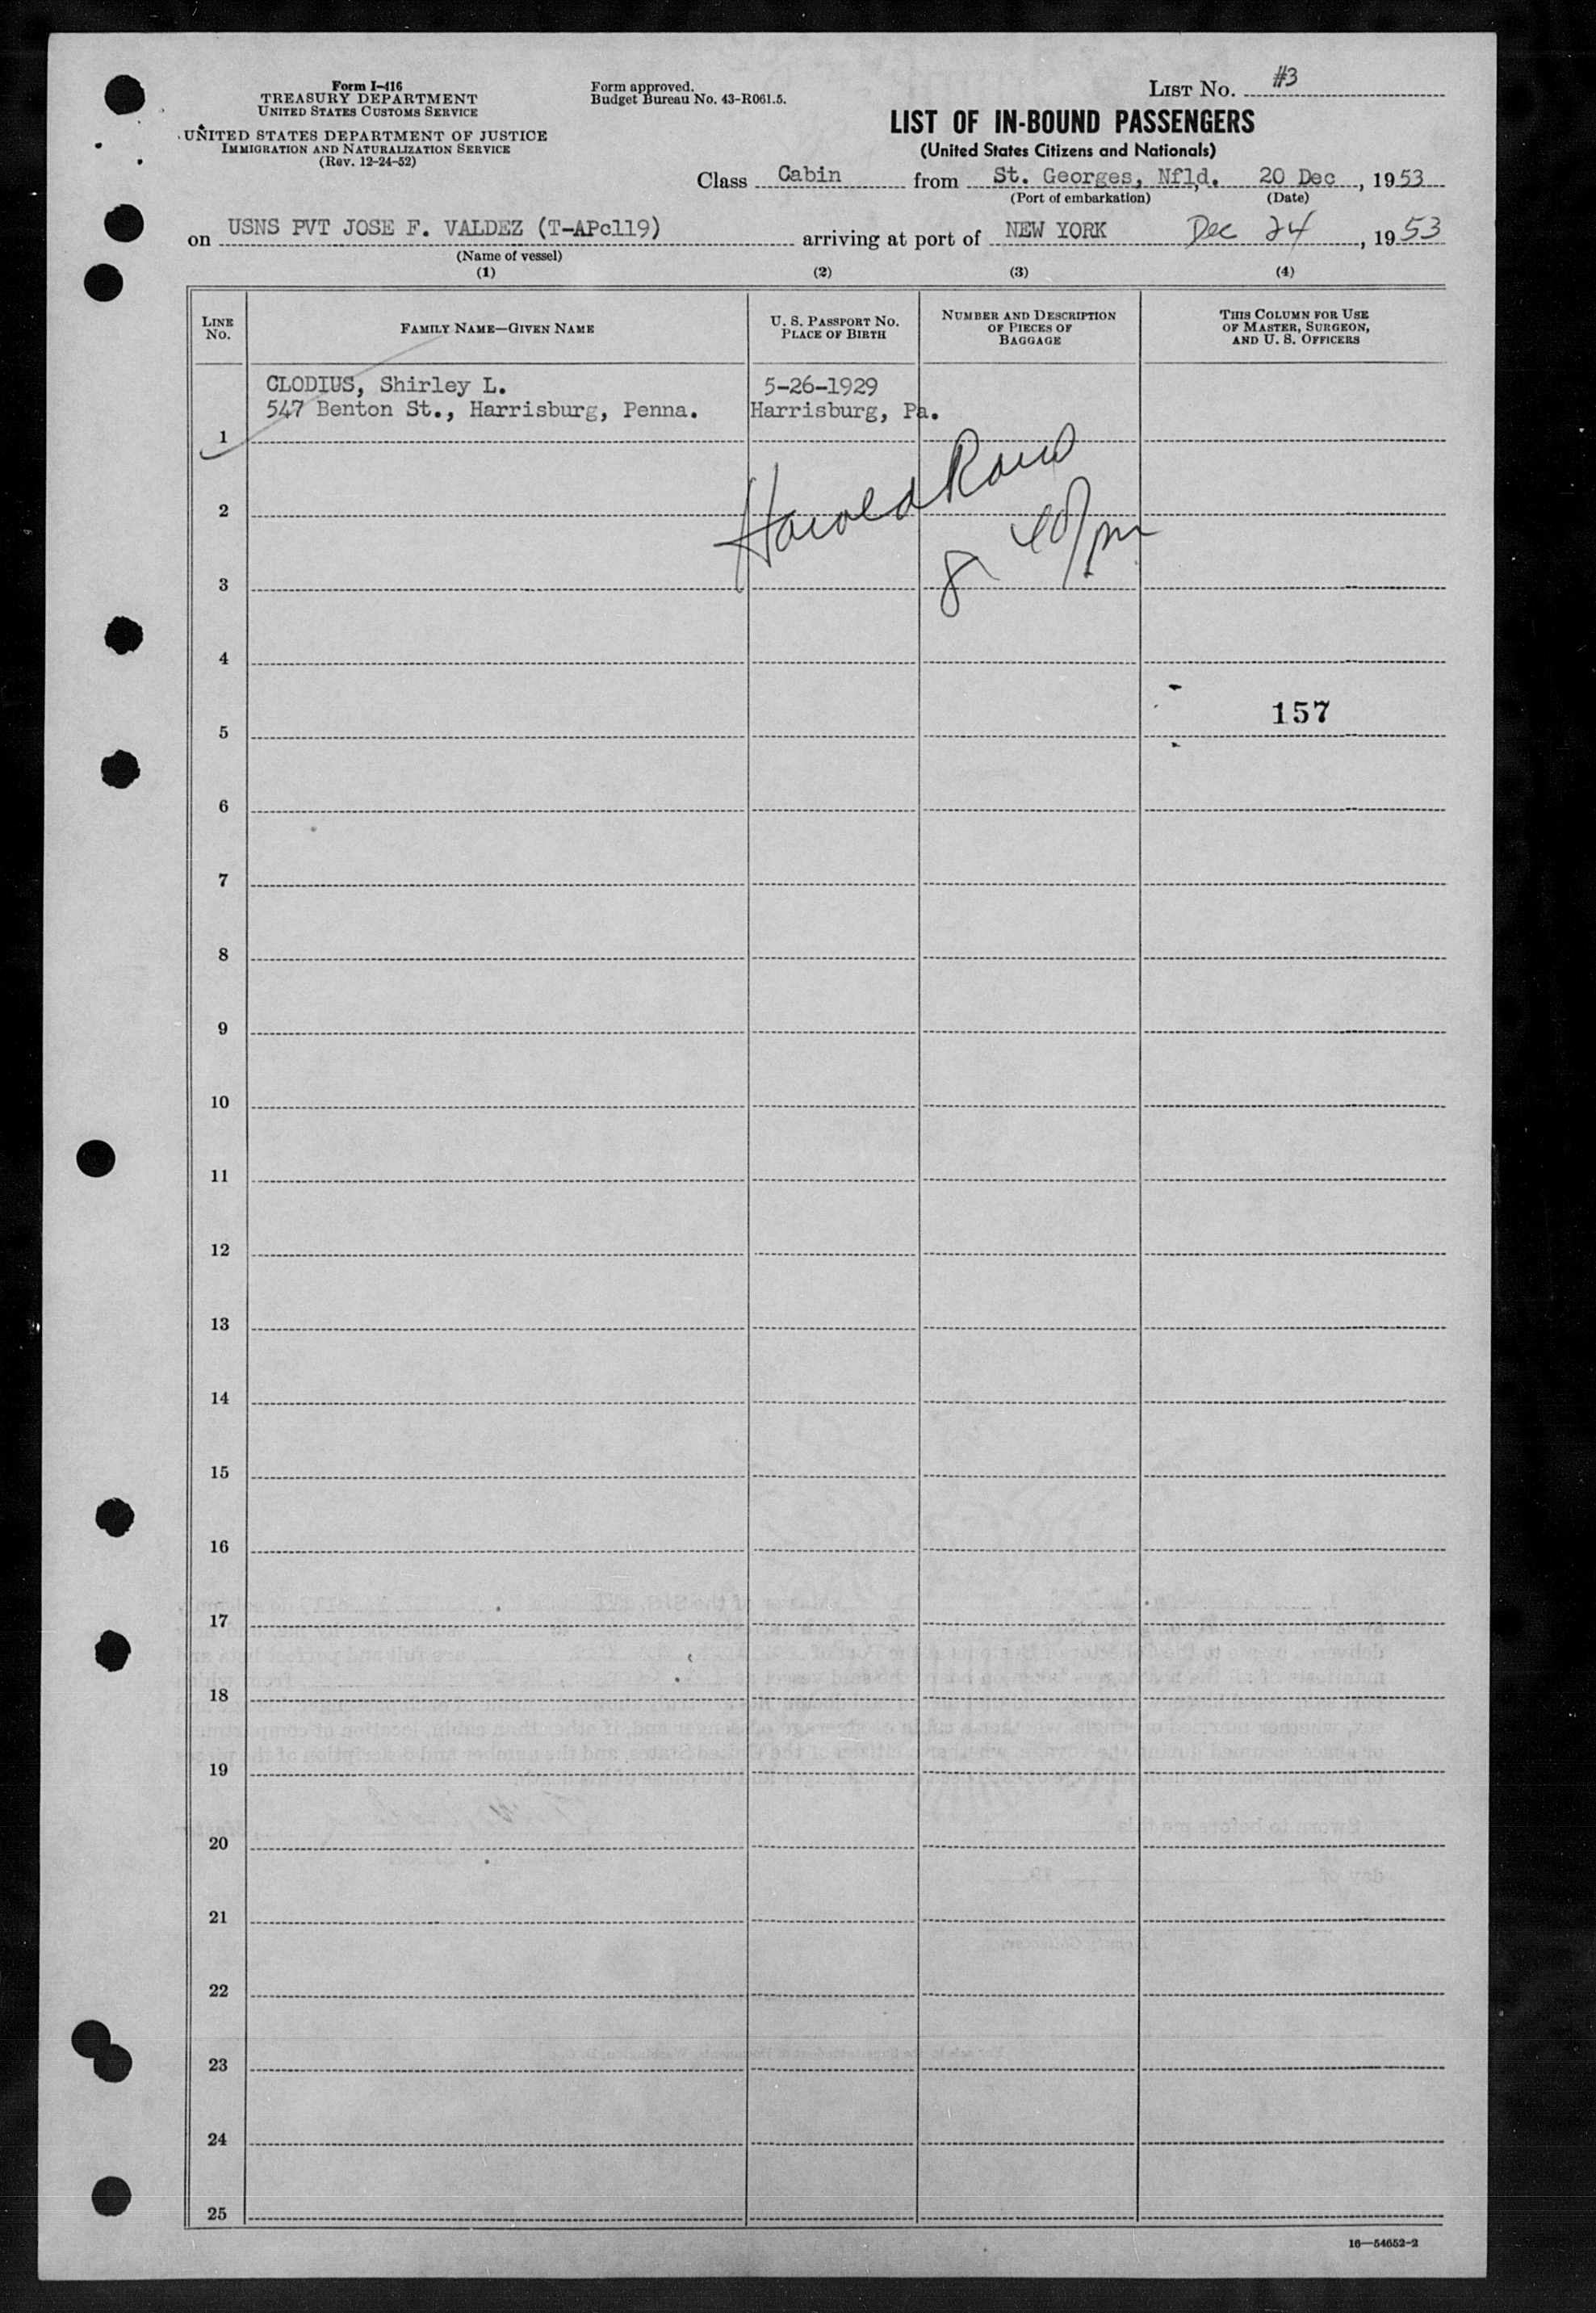 Form I-416
TREASURY DEPARTMENT
UNITED STATES CUSTOMS SERVICE
UNITED STATES DEPARTMENT OF JUSTICE
IMMIGRATION AND NATURALIZATION SERVICE
(Rev. 12-24-52)
Form approved.
Budget Bureau No. 43-R061.5.
LIST No. #3
LIST OF IN-BOUND PASSENGERS
(United States Citizens and Nationals)
Class Cabin from St. Georges, Nfld. 20 Dec, 1953
(Port of embarkation) (Date)
on USNS PVT JOSE F. VALDEZ (T-APc119) arriving at port of NEW YORK Dec 24, 1953
(Name of vessel)
(1) (2) (3) (4)
LINE No.
FAMILY NAME—GIVEN NAME
U. S. PASSPORT NO.
PLACE OF BIRTH
NUMBER AND DESCRIPTION
OF PIECES OF
BAGGAGE
THIS COLUMN FOR USE
OF MASTER, SURGEON,
AND U. S. OFFICERS
CLODIUS, Shirley L. 5-26-1929
547 Benton St., Harrisburg, Penna. Harrisburg, Pa.
1
Harold
2
8 40/pm
3
4
157
5
6
7
8
9
10
11
12
13
14
15
16
17
18
19
20
21
22
23
24
25
16—54652-2